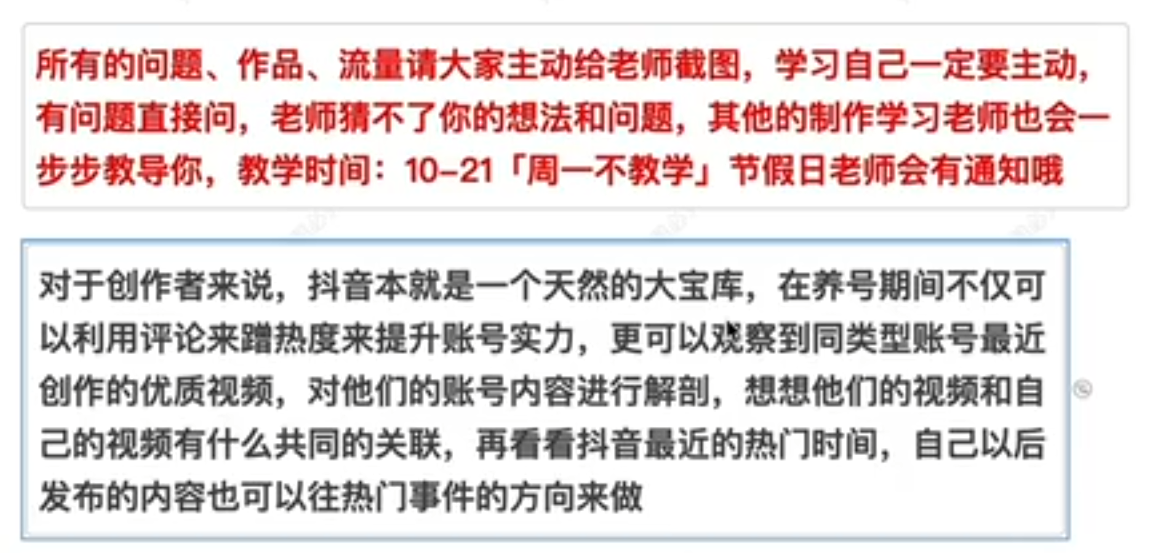 所有的问题、作品、流量请大家主动给老师截图，学习自己一定要主动，
有问题直接问，老师猜不了你的想法和问题，其他的制作学习老师也会一
步步教导你，教学时间：10-21「周一不教学」节假日老师会有通知哦
对于创作者来说，抖音本就是一个天然的大宝库，在养号期间不仅可
以利用评论来蹭热度来提升账号实力，更可以观察到同类型账号最近
创作的优质视频，对他们的账号内容进行解剖，想想他们的视频和自
己的视频有什么共同的关联，再看看抖音最近的热门时间，自己以后
发布的内容也可以往热门事件的方向来做